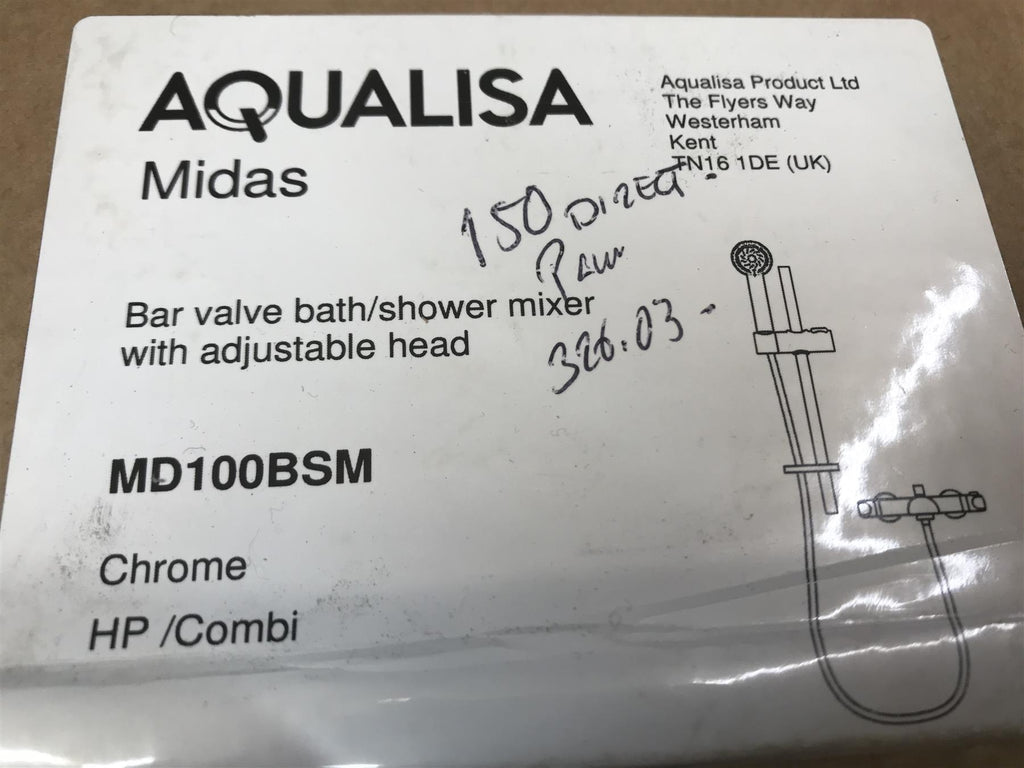 AQUALISA
Midas
Aqualisa Product Ltd
The Flyers Way
Westerham
Kent
TN16 1DE (UK)
150 DIRECT
326.03
Bar valve bath/shower mixer
with adjustable head
MD100BSM
Chrome
HP /Combi